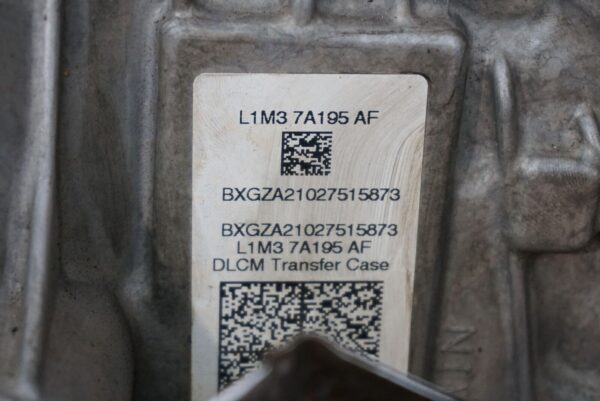 L1M3 7A195 AF
BXGZA21027515873
BXGZA21027515873
L1M3 7A195 AF
DLCM Transfer Case